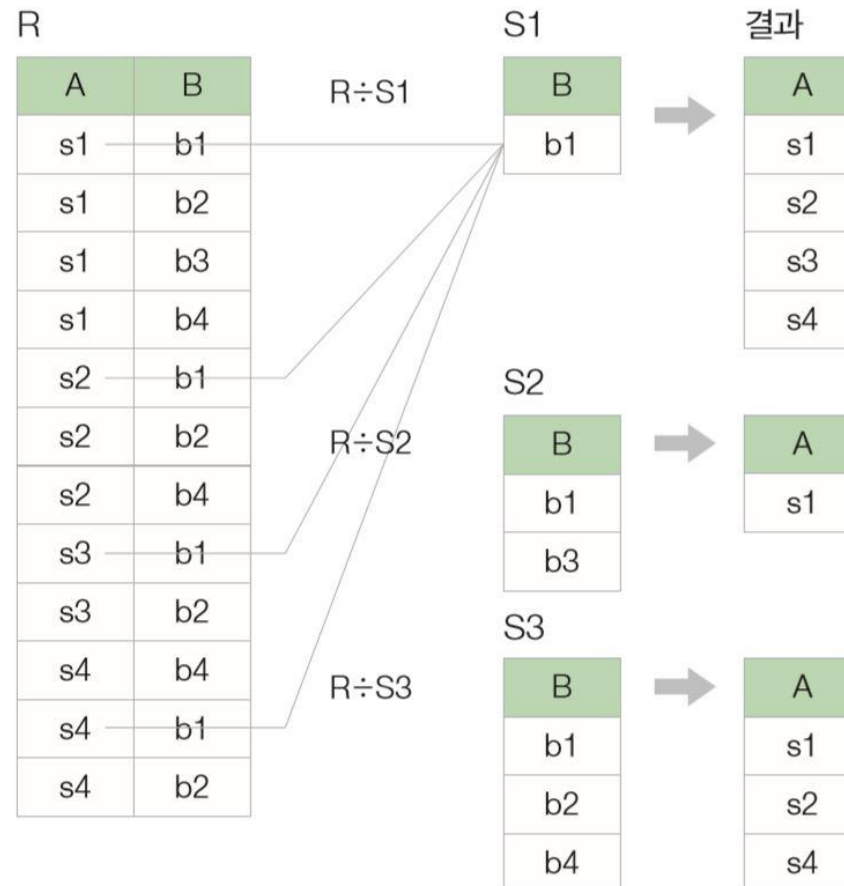 R
A B
s1 b1
s1 b2
s1 b3
s1 b4
s2 b1
s2 b2
s2 b4
s3 b1
s3 b2
s4 b4
s4 b1
s4 b2
R÷S1
R÷S2
R÷S3
S1
B
b1
S2
B
b1
b3
S3
B
b1
b2
b4
결과
A
s1
s2
s3
s4
A
s1
A
s1
s2
s4